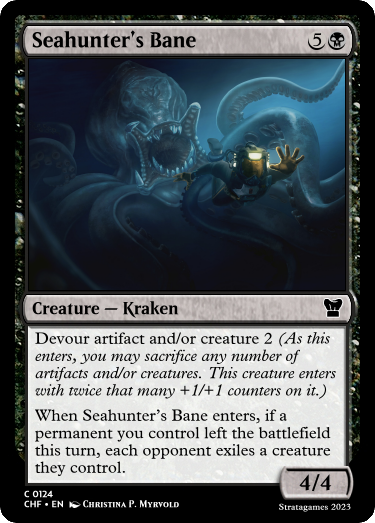 Seahunter's Bane 5
Creature — Kraken
Devour artifact and/or creature 2 (As this
enters, you may sacrifice any number of
artifacts and/or creatures. This creature enters
with twice that many +1/+1 counters on it.)
When Seahunter's Bane enters, if a
permanent you control left the battlefield
this turn, each opponent exiles a creature
they control.
4/4
C 0124
CHF • EN Christina P. Myrvold
Stratagames 2023